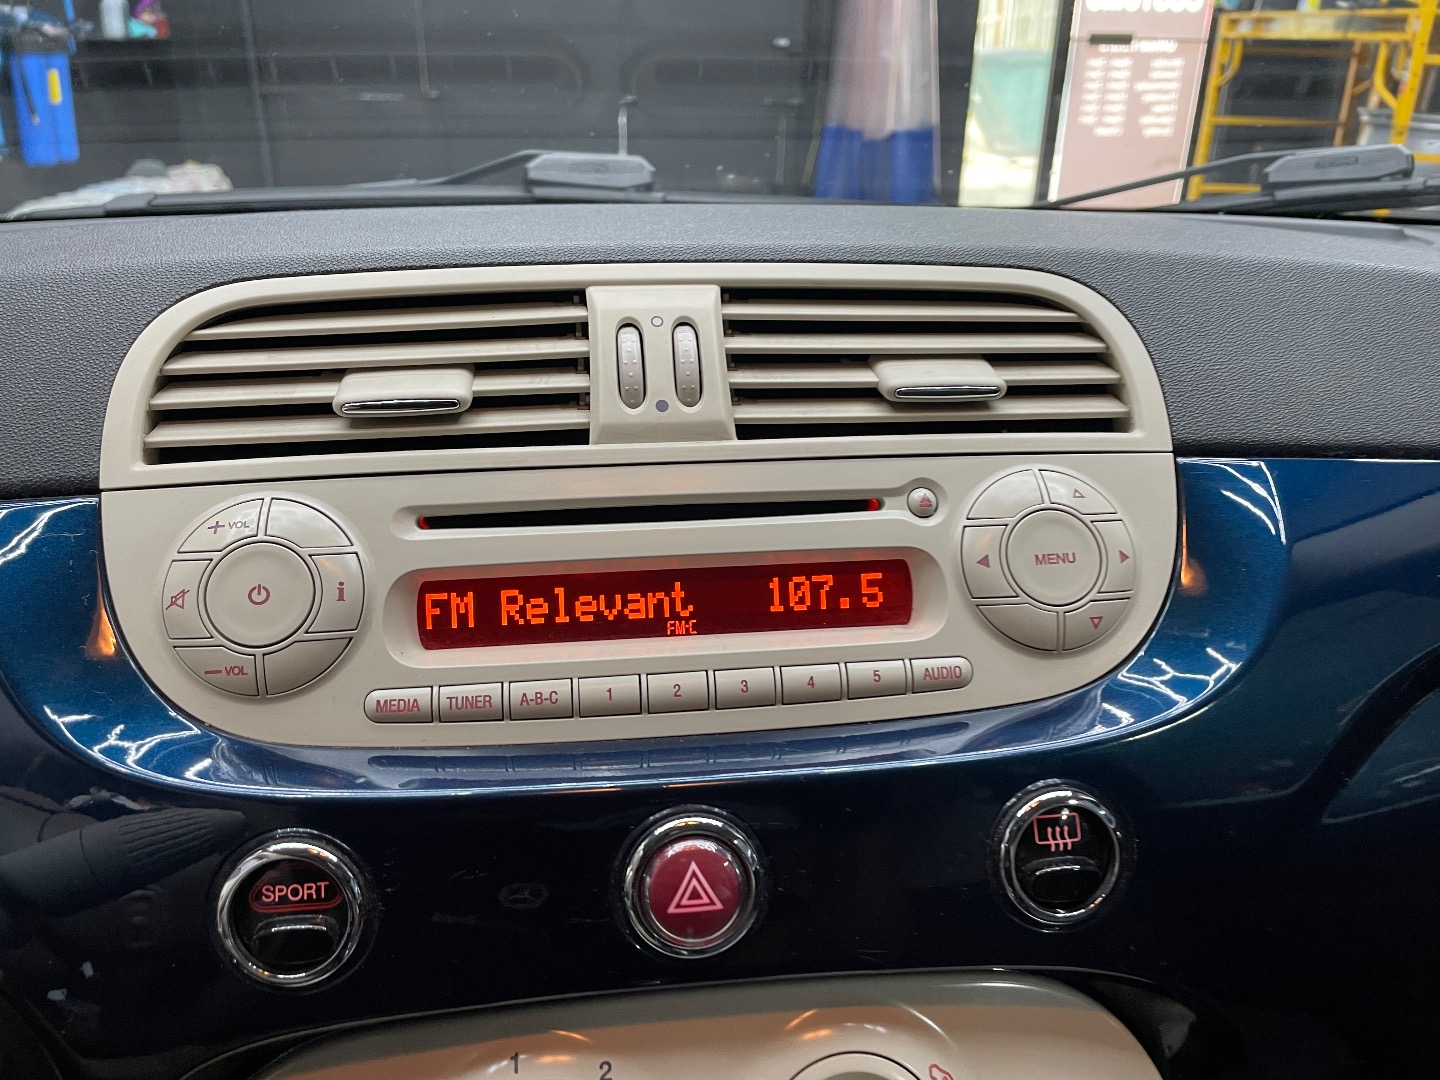 + VOL
i
- VOL
FM Relevant 107.5
FM-C
MENU
MEDIA
TUNER
A-B-C
1
2
3
4
5
AUDIO
SPORT
1
2